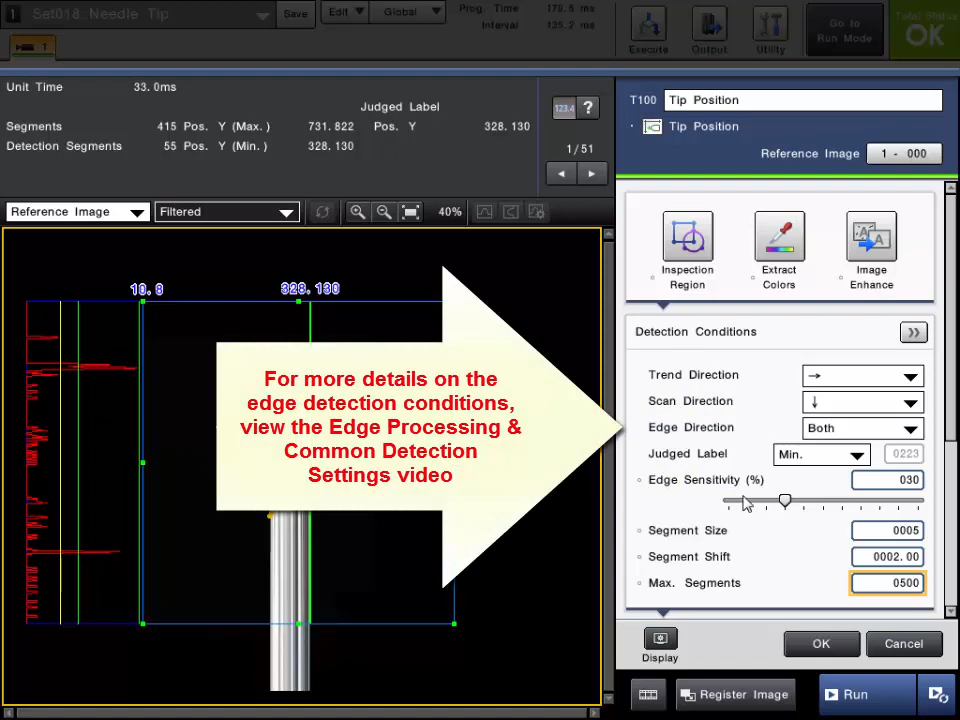 1 Set018::Needle Tip Save Edit Global Prog. Time 178.5 ms
Interval 135.2 ms
Execute Output Utility
Go to
Run Mode
Total Status
OK
1
Unit Time 33.0ms
Judged Label
Segments 415 Pos. Y (Max.) 731.822 Pos. Y 328.130
Detection Segments 55 Pos. Y (Min.) 328.130
123.4 ?
1/51
Reference Image Filtered 40%
10.8 328.130
For more details on the
edge detection conditions,
view the Edge Processing &
Common Detection
Settings video
T100 Tip Position
Tip Position
Reference Image 1 - 000
Inspection
Region
Extract
Colors
Image
Enhance
Detection Conditions
Trend Direction →
Scan Direction ↓
Edge Direction Both
Judged Label Min. 0223
Edge Sensitivity (%) 030
Segment Size 0005
Segment Shift 0002.00
Max. Segments 0500
Display OK Cancel
Register Image Run